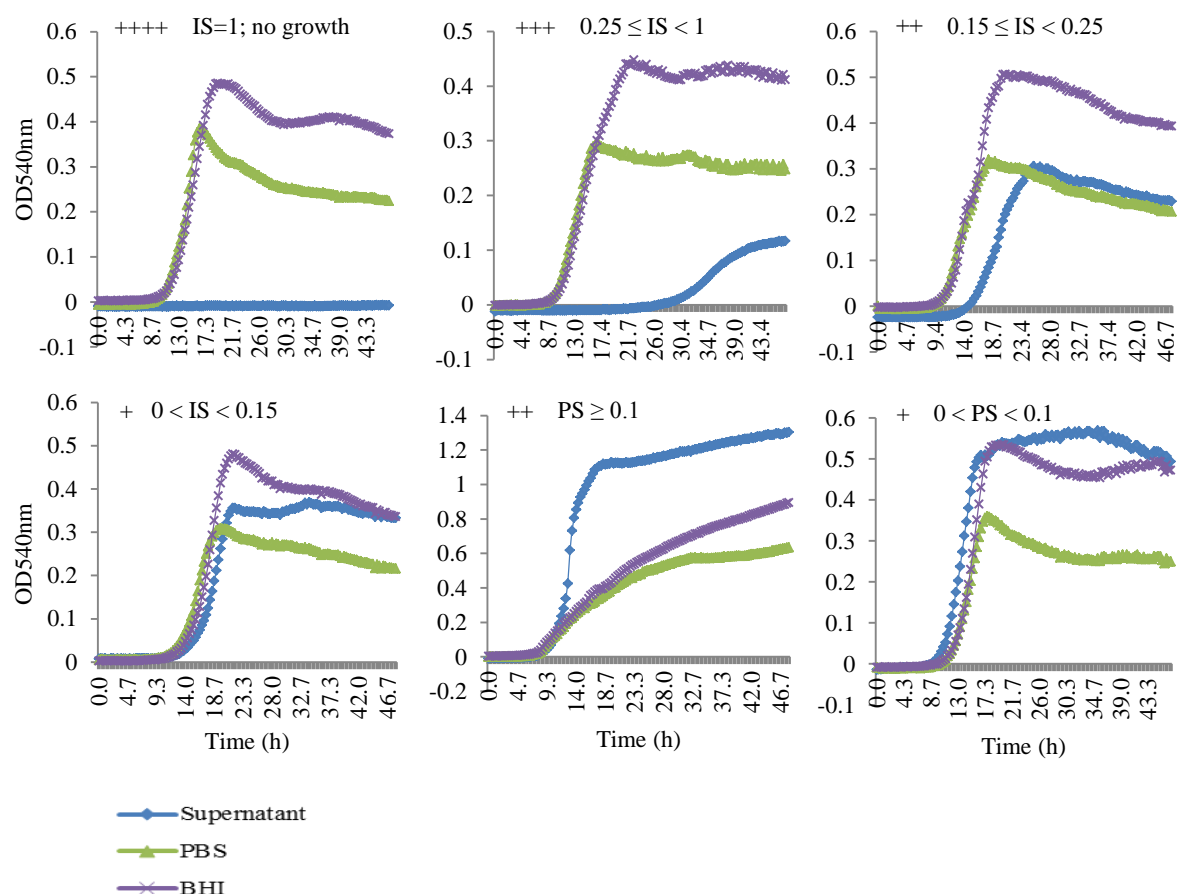 ++++ IS=1; no growth
OD540nm
0.6
0.5
0.4
0.3
0.2
0.1
0
-0.1
0.0 4.3 8.7 13.0 17.3 21.7 26.0 30.3 34.7 39.0 43.3
+++ 0.25 ≤ IS < 1
0.5
0.4
0.3
0.2
0.1
0
-0.1
0.0 4.4 8.7 13.0 17.4 21.7 26.0 30.4 34.7 39.0 43.4
++ 0.15 ≤ IS < 0.25
0.6
0.5
0.4
0.3
0.2
0.1
0
-0.1
0.0 4.7 9.4 14.0 18.7 23.4 28.0 32.7 37.4 42.0 46.7
+ 0 < IS < 0.15
OD540nm
0.6
0.5
0.4
0.3
0.2
0.1
0
0.0 4.7 9.3 14.0 18.7 23.3 28.0 32.7 37.3 42.0 46.7
Time (h)
++ PS ≥ 0.1
1.4
1.2
1
0.8
0.6
0.4
0.2
0
-0.2
0.0 4.7 9.3 14.0 18.7 23.3 28.0 32.7 37.3 42.0 46.7
Time (h)
+ 0 < PS < 0.1
0.6
0.5
0.4
0.3
0.2
0.1
0
-0.1
0.0 4.3 8.7 13.0 17.3 21.7 26.0 30.3 34.7 39.0 43.3
Time (h)
Supernatant
PBS
BHI